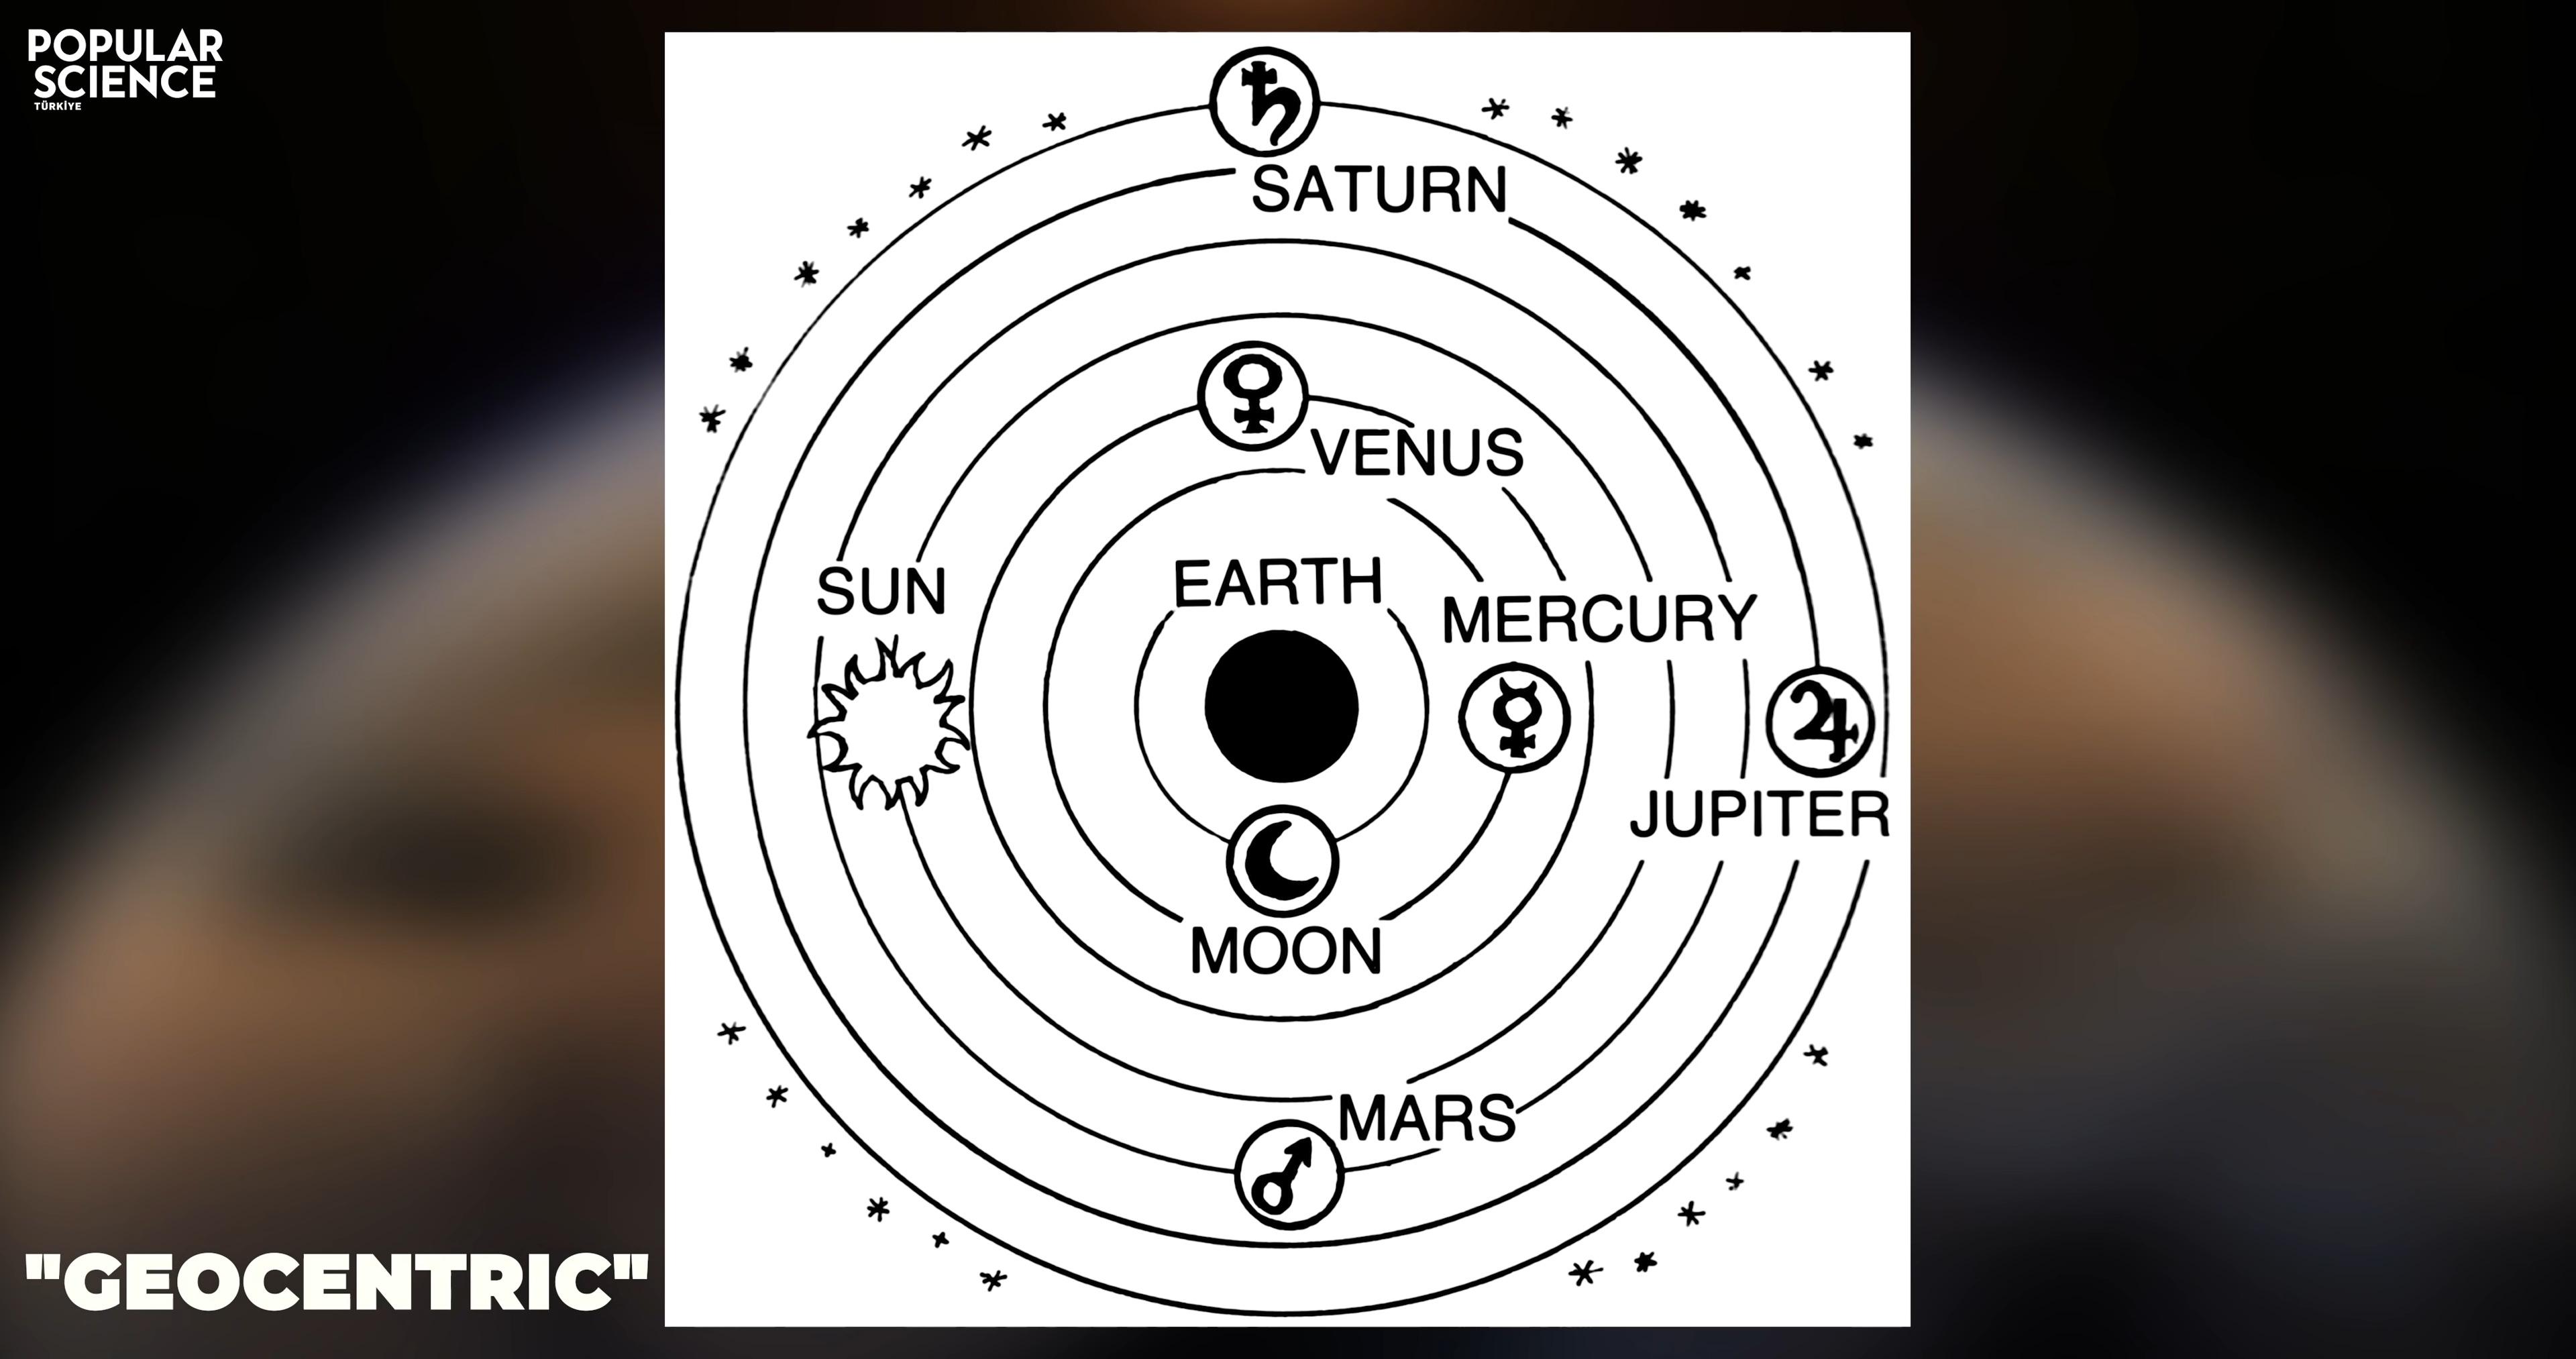 POPULAR
SCIENCE
TÜRKİYE
SATURN
VENUS
EARTH
SUN
MERCURY
JUPITER
MOON
MARS
"GEOCENTRIC"